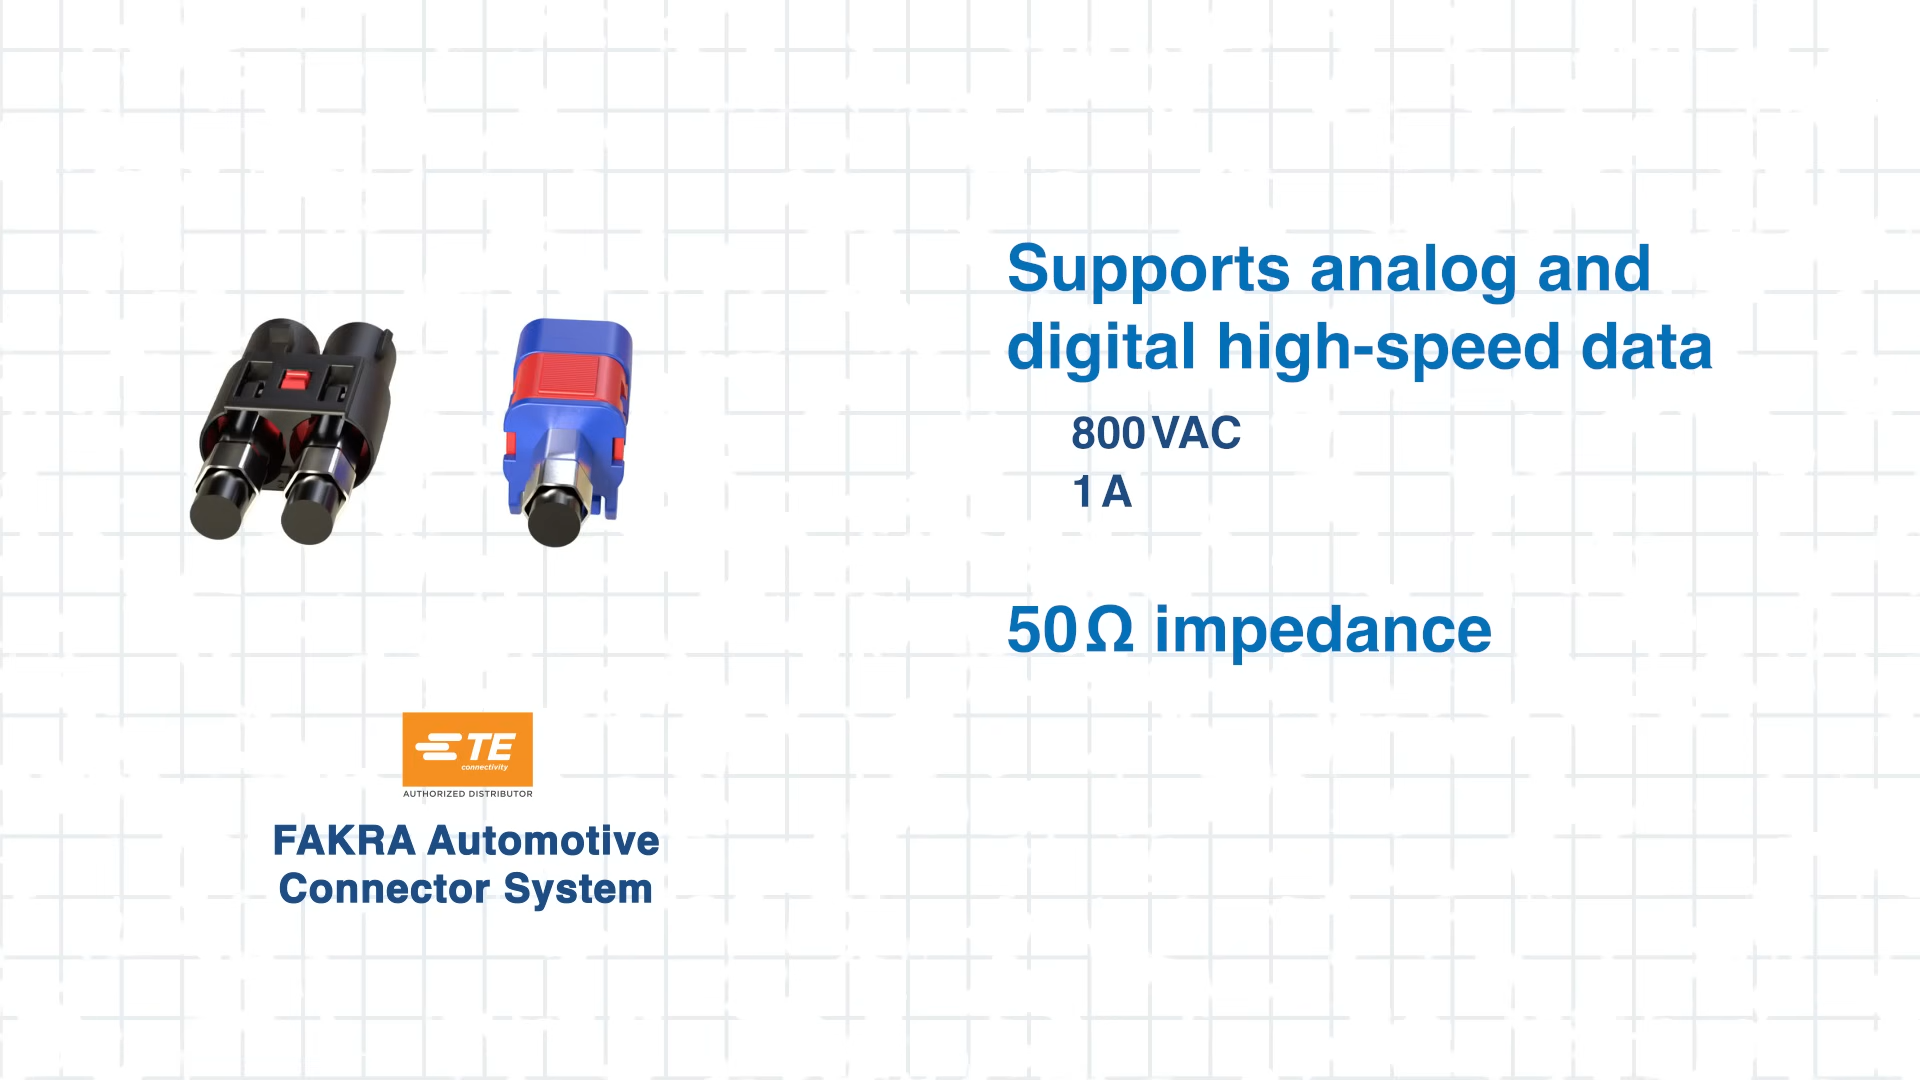 Supports analog and
digital high-speed data
800 VAC
1 A
50 Ω impedance
TE
connectivity
AUTHORIZED DISTRIBUTOR
FAKRA Automotive
Connector System